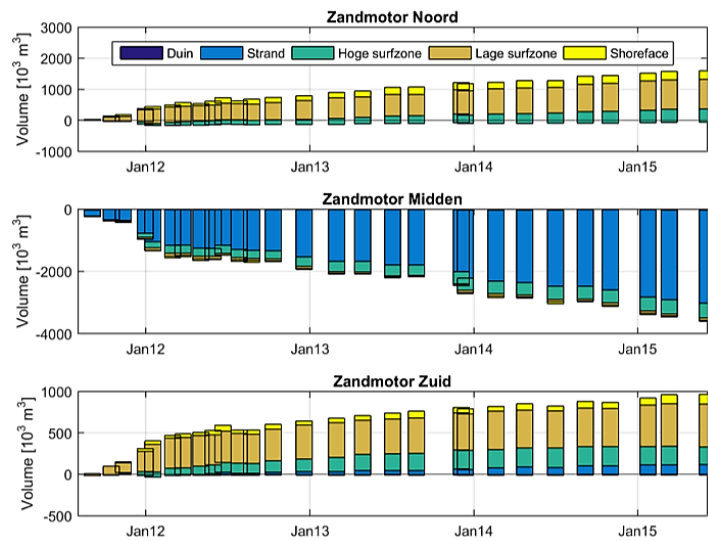 Zandmotor Noord
Duin Strand Hoge surfzone Lage surfzone Shoreface
Volume [10³ m³]
3000
2000
1000
0
-1000
Jan12 Jan13 Jan14 Jan15
Zandmotor Midden
Volume [10³ m³]
0
-2000
-4000
Jan12 Jan13 Jan14 Jan15
Zandmotor Zuid
Volume [10³ m³]
1000
500
0
-500
Jan12 Jan13 Jan14 Jan15